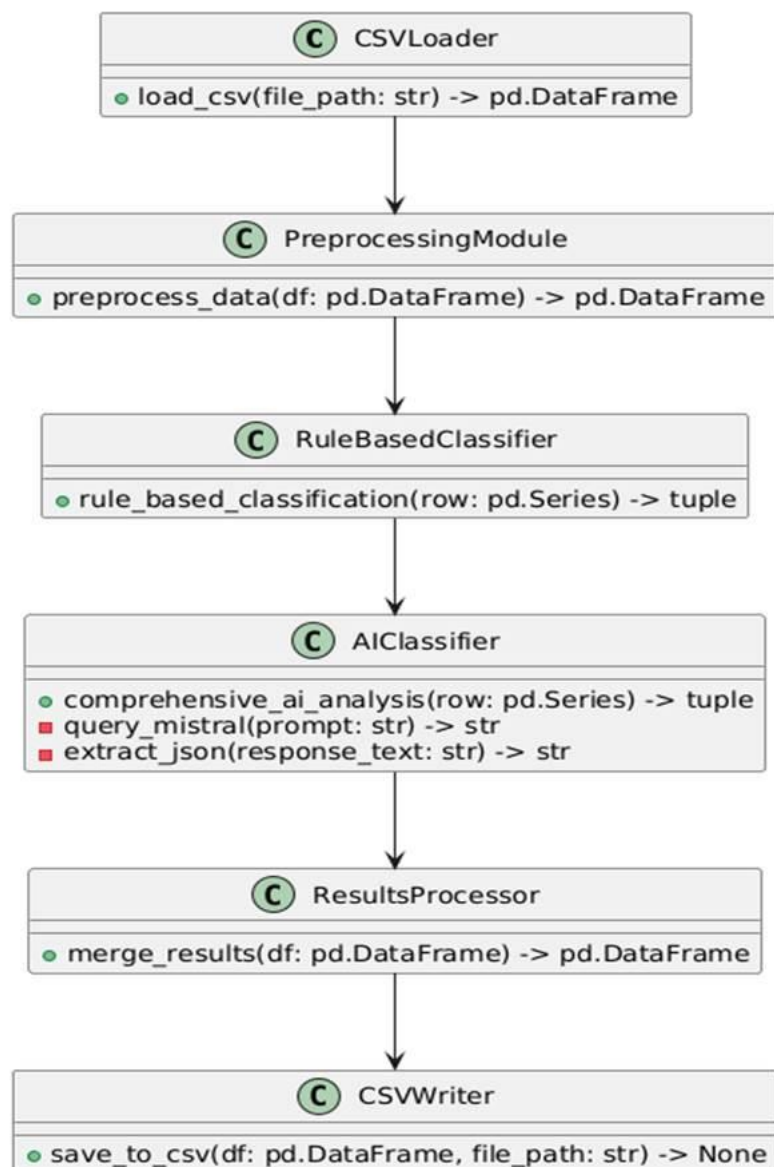 C CSVLoader
load_csv(file_path: str) -> pd.DataFrame
C PreprocessingModule
preprocess_data(df: pd.DataFrame) -> pd.DataFrame
C RuleBasedClassifier
rule_based_classification(row: pd.Series) -> tuple
C AIClassifier
comprehensive_ai_analysis(row: pd.Series) -> tuple
query_mistral(prompt: str) -> str
extract_json(response_text: str) -> str
C ResultsProcessor
merge_results(df: pd.DataFrame) -> pd.DataFrame
C CSVWriter
save_to_csv(df: pd.DataFrame, file_path: str) -> None